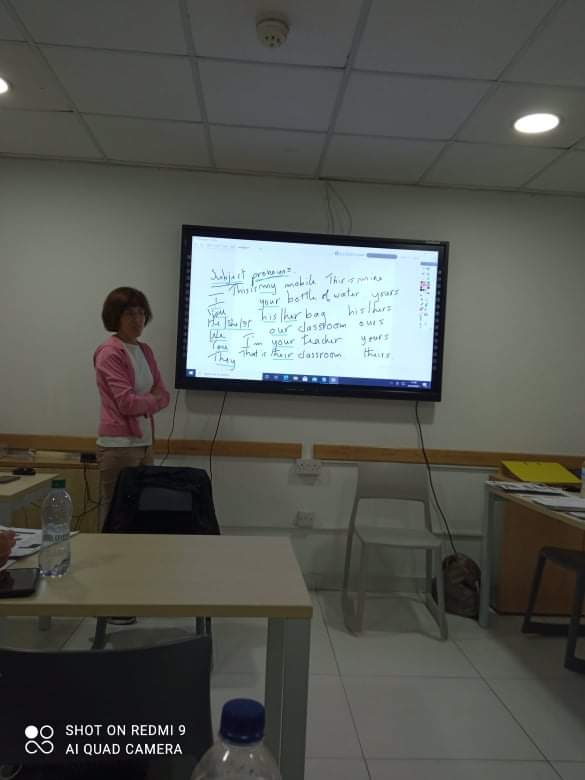 Subject pronouns.
I This is my mobile This is mine
You your bottle of water yours
He/She/It his/her bag his/hers
We our classroom ours
You I'm your teacher yours
They That is their classroom theirs.
SHOT ON REDMI 9
AI QUAD CAMERA